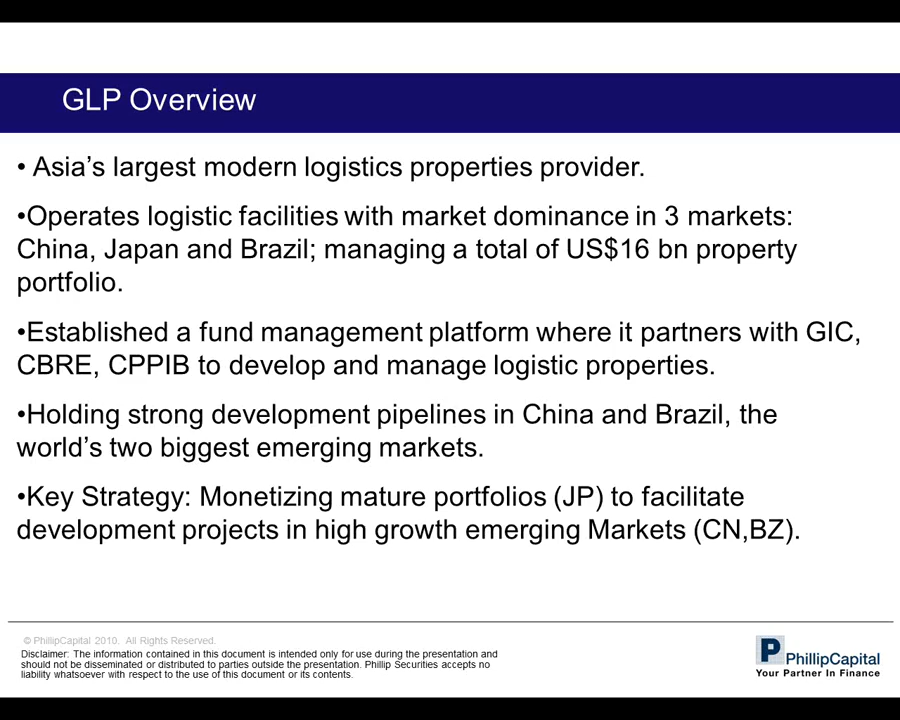 GLP Overview
• Asia’s largest modern logistics properties provider.
•Operates logistic facilities with market dominance in 3 markets:
China, Japan and Brazil; managing a total of US$16 bn property
portfolio.
•Established a fund management platform where it partners with GIC,
CBRE, CPPIB to develop and manage logistic properties.
•Holding strong development pipelines in China and Brazil, the
world’s two biggest emerging markets.
•Key Strategy: Monetizing mature portfolios (JP) to facilitate
development projects in high growth emerging Markets (CN,BZ).
© PhillipCapital 2010. All Rights Reserved.
Disclaimer: The information contained in this document is intended only for use during the presentation and
should not be disseminated or distributed to parties outside the presentation. Phillip Securities accepts no
liability whatsoever with respect to the use of this document or its contents.
P PhillipCapital
Your Partner In Finance